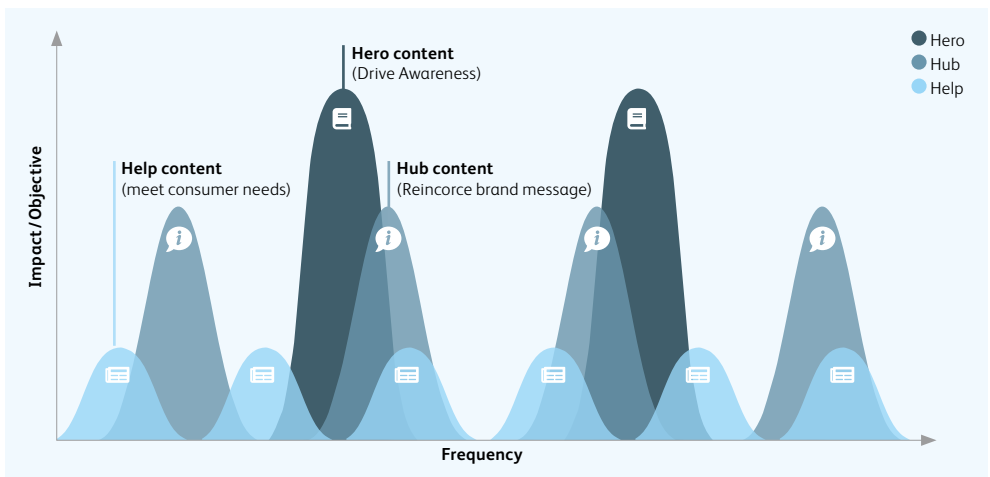 Hero content
(Drive Awareness)
Hero
Hub
Help
Help content
(meet consumer needs)
Hub content
(Reincorce brand message)
Impact/Objective
Frequency